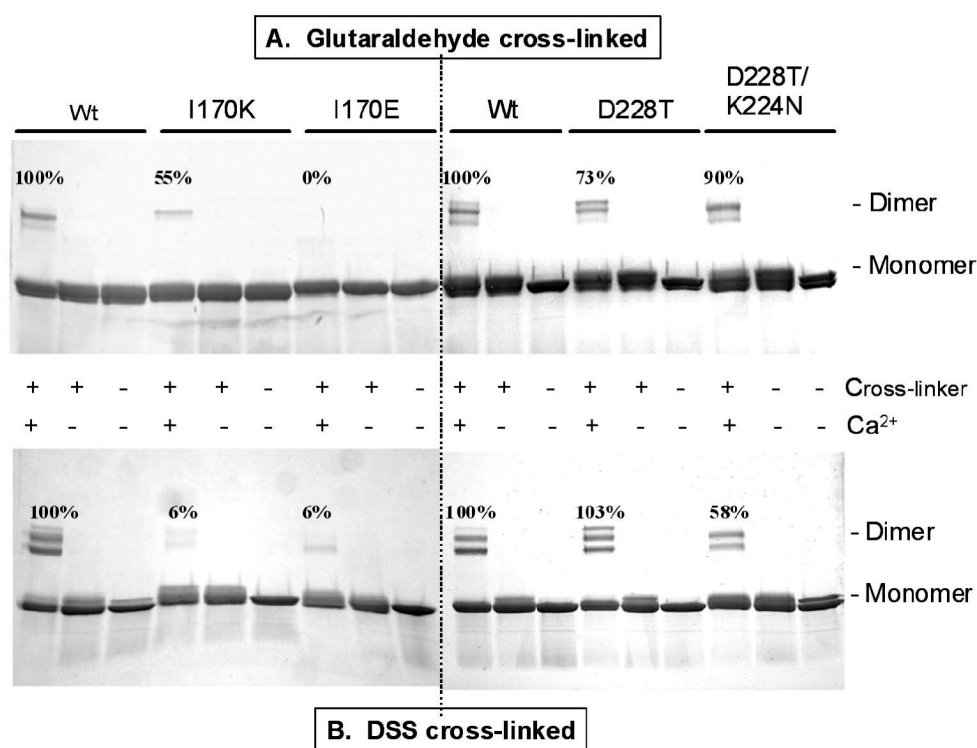 A. Glutaraldehyde cross-linked
Wt I170K I170E Wt D228T D228T/
K224N
100% 55% 0% 100% 73% 90%
- Dimer
- Monomer
+ + - + + - + + - + + - + + - + - - Cross-linker
+ - - + - - + - - + - - + - - + - - Ca²⁺
100% 6% 6% 100% 103% 58%
- Dimer
- Monomer
B. DSS cross-linked